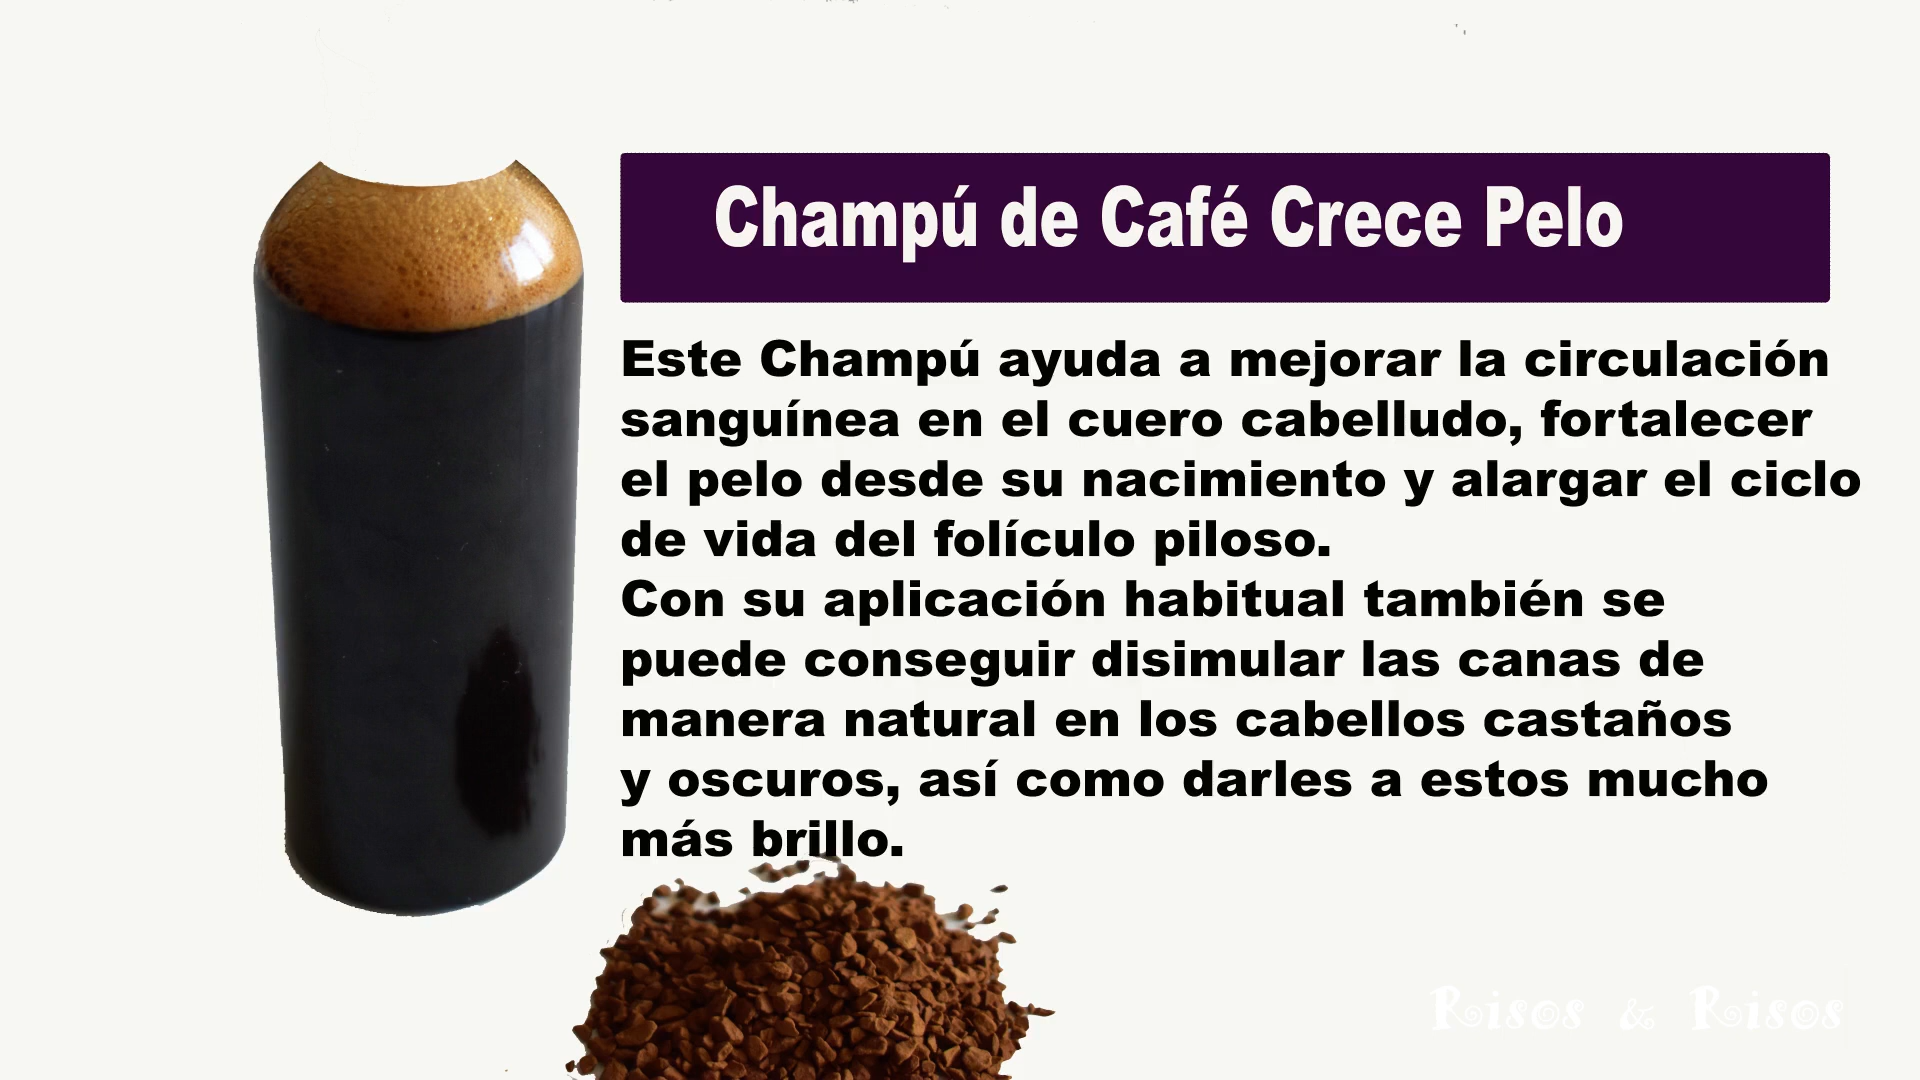 Champú de Café Crece Pelo
Este Champú ayuda a mejorar la circulación
sanguínea en el cuero cabelludo, fortalecer
el pelo desde su nacimiento y alargar el ciclo
de vida del folículo piloso.
Con su aplicación habitual también se
puede conseguir disimular las canas de
manera natural en los cabellos castaños
y oscuros, así como darles a estos mucho
más brillo.
Risos & Risos